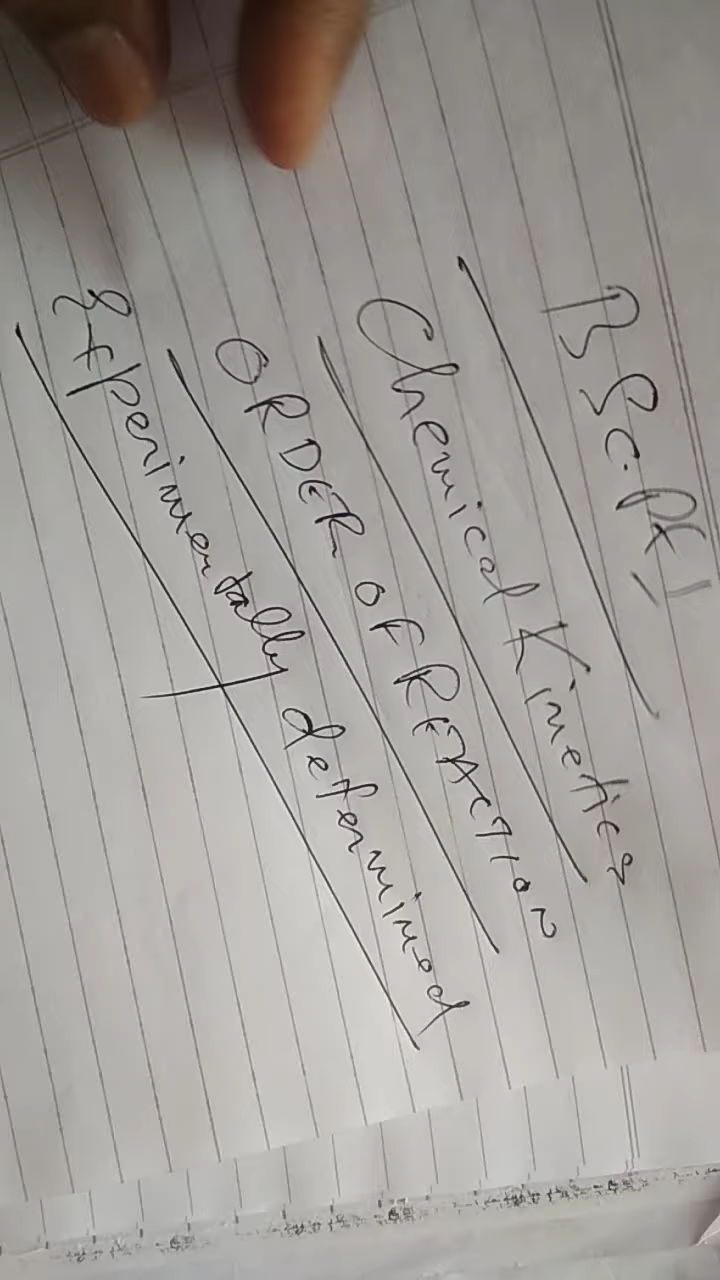 BSc. Pt I
Chemical Kinetics
ORDER OF REACTION
Experimentally determined